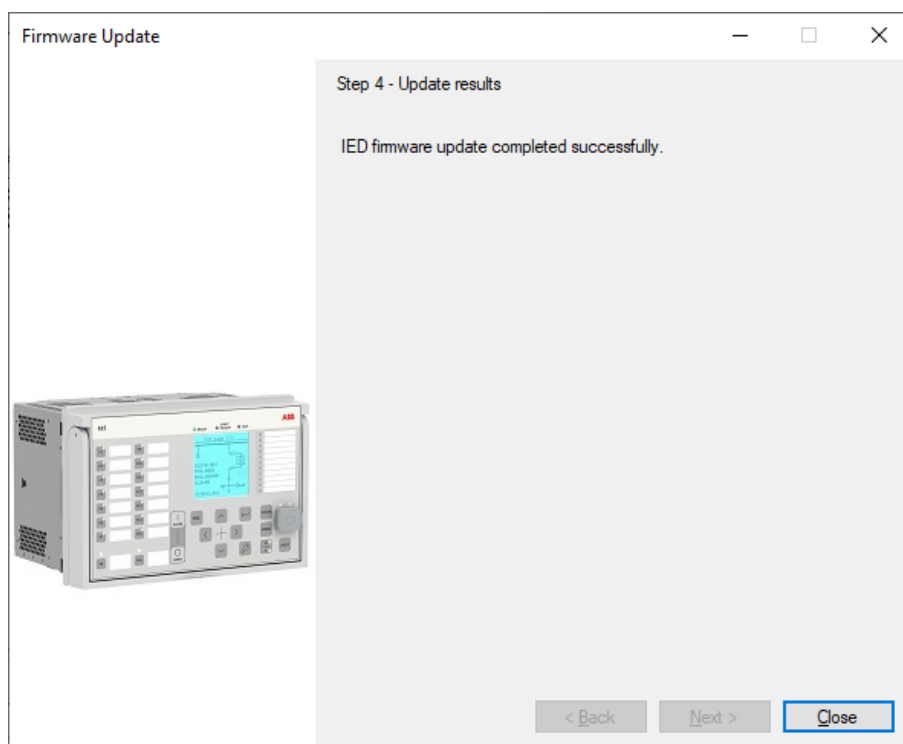 Firmware Update
Step 4 - Update results
IED firmware update completed successfully.
ABB
< Back
Next >
Close